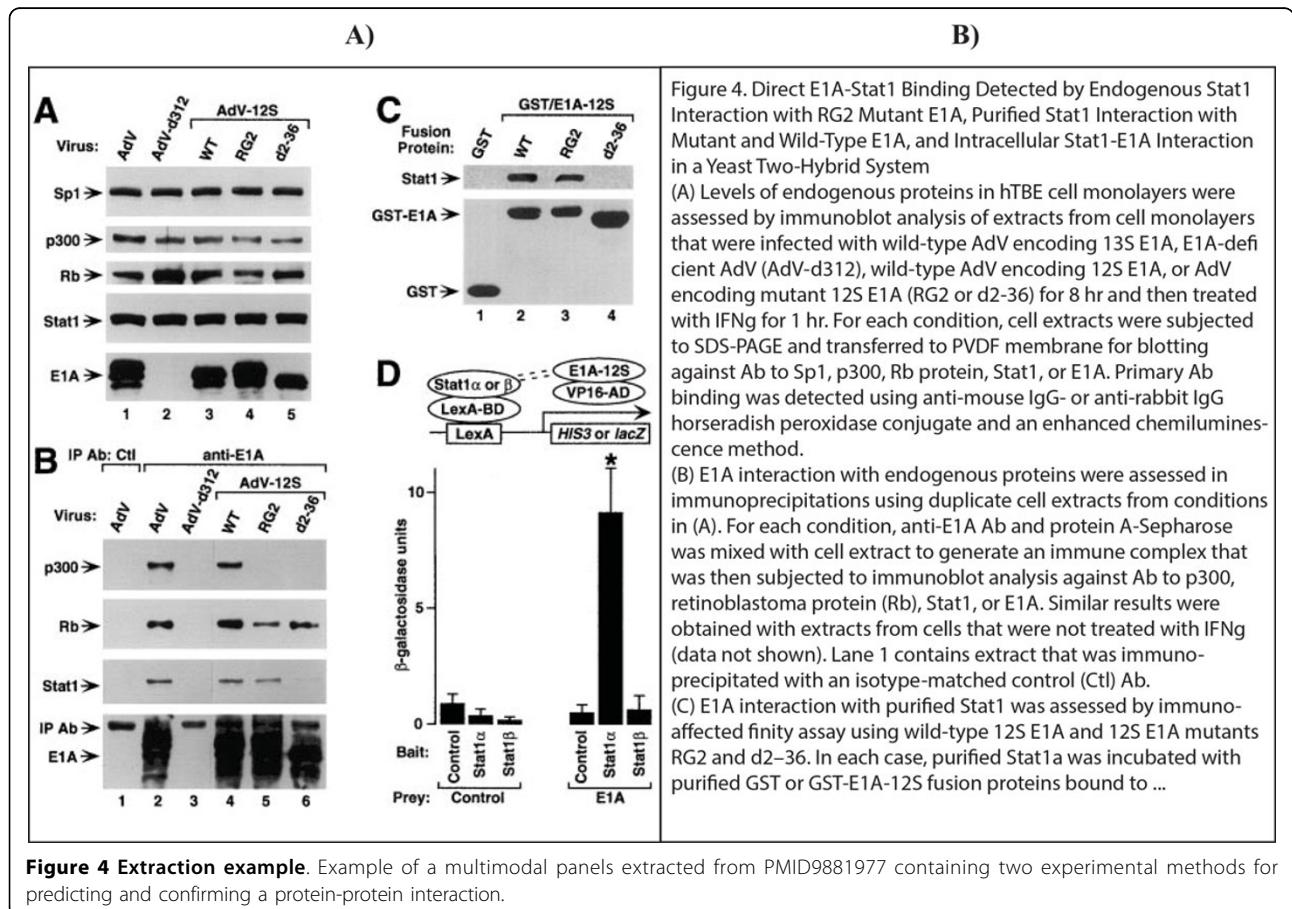 A)
B)
A
AdV-12S
Virus:
AdV
AdV-d312
WT
RG2
d2-36
Sp1
p300
Rb
Stat1
E1A
1 2 3 4 5
B
IP Ab: Ctl
anti-E1A
AdV-12S
Virus:
AdV
AdV
AdV-d312
WT
RG2
d2-36
p300
Rb
Stat1
IP Ab
E1A
1 2 3 4 5 6
C
GST/E1A-12S
Fusion
Protein:
GST
WT
RG2
d2-36
Stat1
GST-E1A
GST
1 2 3 4
D
Stat1α or β
E1A-12S
LexA-BD
VP16-AD
LexA
HIS3 or lacZ
*
β-galactosidase units
10
5
0
Bait:
Control
Stat1α
Stat1β
Control
Stat1α
Stat1β
Prey:
Control
E1A
Figure 4. Direct E1A-Stat1 Binding Detected by Endogenous Stat1
Interaction with RG2 Mutant E1A, Purified Stat1 Interaction with
Mutant and Wild-Type E1A, and Intracellular Stat1-E1A Interaction
in a Yeast Two-Hybrid System
(A) Levels of endogenous proteins in hTBE cell monolayers were
assessed by immunoblot analysis of extracts from cell monolayers
that were infected with wild-type AdV encoding 13S E1A, E1A-defi
cient AdV (AdV-d312), wild-type AdV encoding 12S E1A, or AdV
encoding mutant 12S E1A (RG2 or d2-36) for 8 hr and then treated
with IFNg for 1 hr. For each condition, cell extracts were subjected
to SDS-PAGE and transferred to PVDF membrane for blotting
against Ab to Sp1, p300, Rb protein, Stat1, or E1A. Primary Ab
binding was detected using anti-mouse IgG- or anti-rabbit IgG
horseradish peroxidase conjugate and an enhanced chemilumines-
cence method.
(B) E1A interaction with endogenous proteins were assessed in
immunoprecipitations using duplicate cell extracts from conditions
in (A). For each condition, anti-E1A Ab and protein A-Sepharose
was mixed with cell extract to generate an immune complex that
was then subjected to immunoblot analysis against Ab to p300,
retinoblastoma protein (Rb), Stat1, or E1A. Similar results were
obtained with extracts from cells that were not treated with IFNg
(data not shown). Lane 1 contains extract that was immuno-
precipitated with an isotype-matched control (Ctl) Ab.
(C) E1A interaction with purified Stat1 was assessed by immuno-
affected finity assay using wild-type 12S E1A and 12S E1A mutants
RG2 and d2–36. In each case, purified Stat1a was incubated with
purified GST or GST-E1A-12S fusion proteins bound to ...
Figure 4 Extraction example. Example of a multimodal panels extracted from PMID9881977 containing two experimental methods for
predicting and confirming a protein-protein interaction.